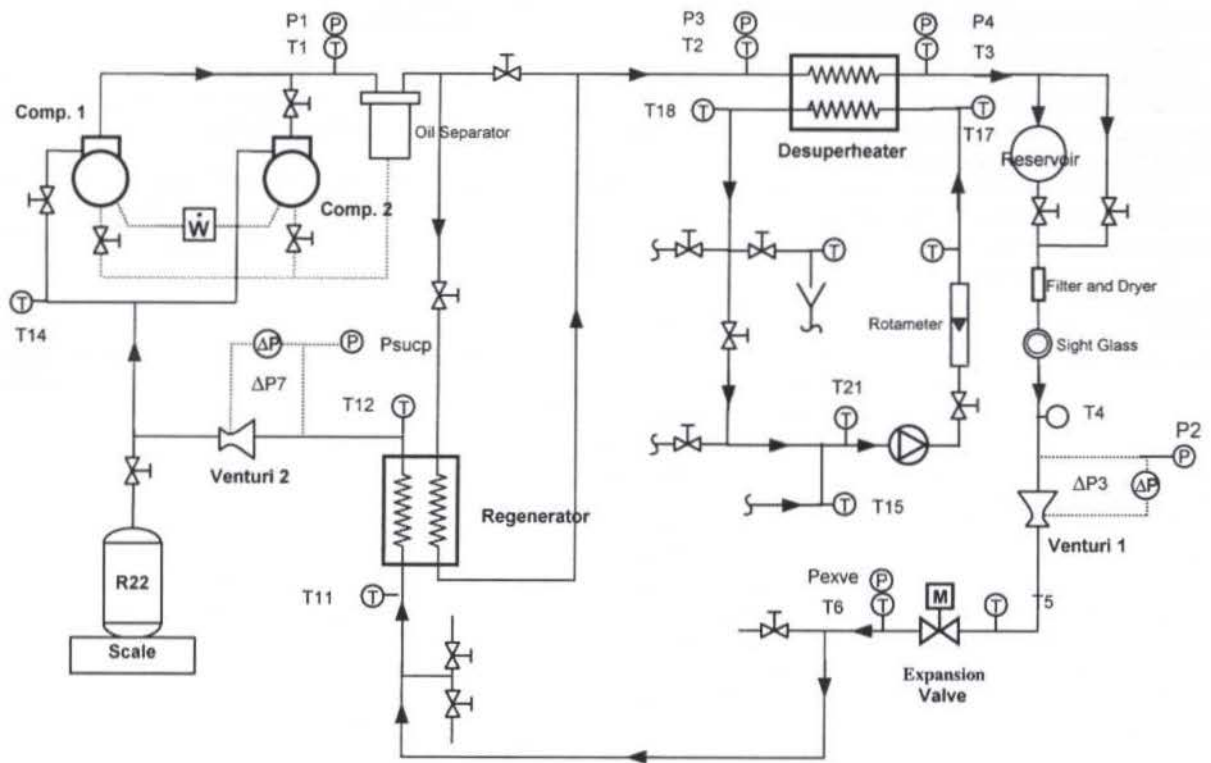 P1
P
T1
T
P3
P
T2
T
P4
P
T
T3
Comp. 1
Oil Separator
T18
T
T
T17
Desuperheater
Reservoir
Comp. 2
Ẇ
T
T
T
T14
Filter and Dryer
Rotameter
ΔP
P
Psucp
Sight Glass
ΔP7
T12
T
T21
T
T4
P2
P
Venturi 2
ΔP3
ΔP
Regenerator
T
T15
Venturi 1
R22
T11
T
Pexve
P
T6
T
M
T
T5
Scale
Expansion
Valve